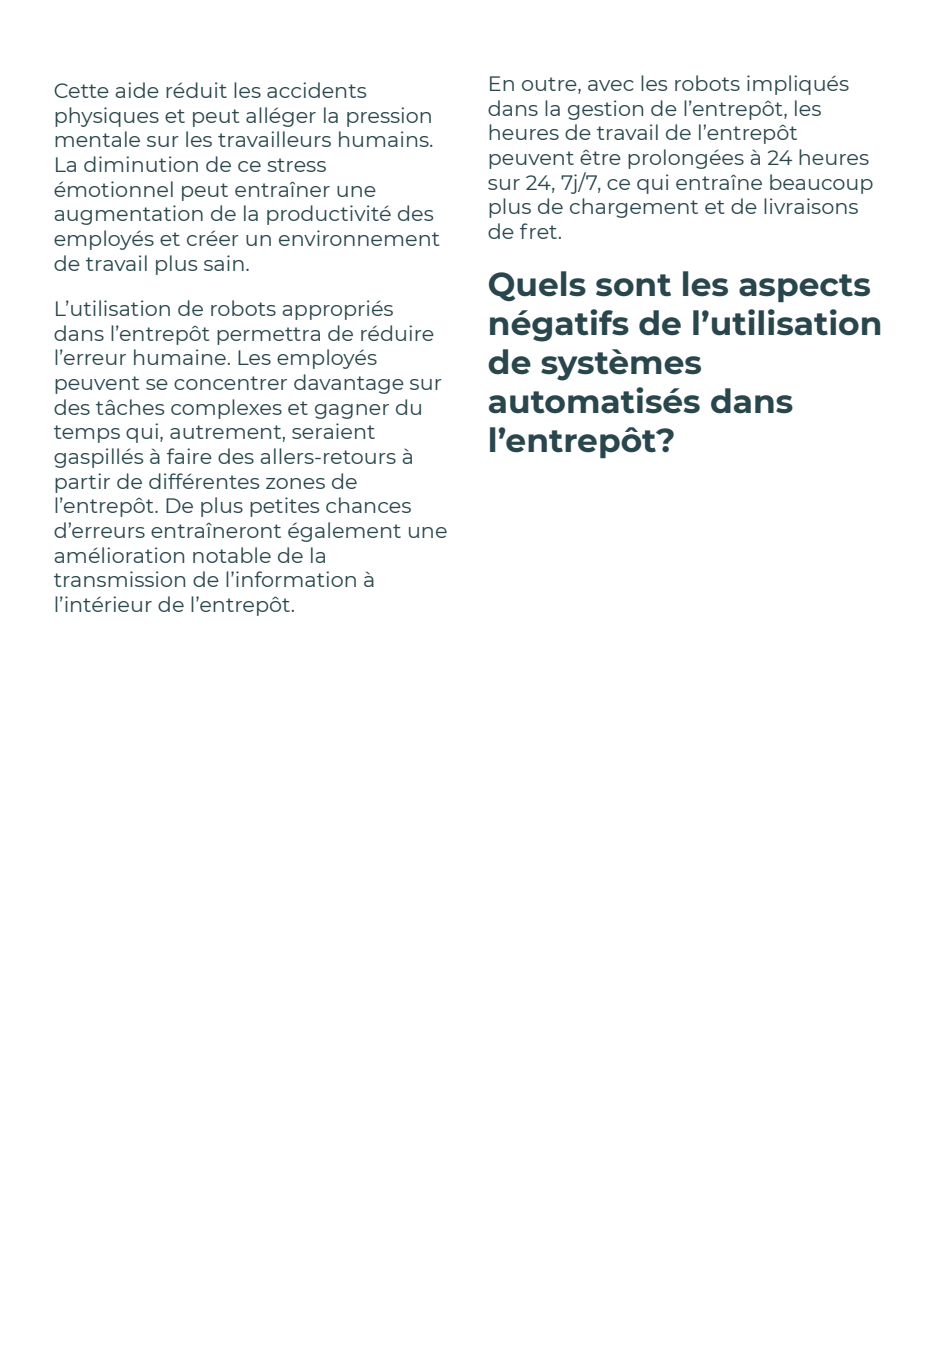 Cette aide réduit les accidents
physiques et peut alléger la pression
mentale sur les travailleurs humains.
La diminution de ce stress
émotionnel peut entraîner une
augmentation de la productivité des
employés et créer un environnement
de travail plus sain.
L’utilisation de robots appropriés
dans l’entrepôt permettra de réduire
l’erreur humaine. Les employés
peuvent se concentrer davantage sur
des tâches complexes et gagner du
temps qui, autrement, seraient
gaspillés à faire des allers-retours à
partir de différentes zones de
l’entrepôt. De plus petites chances
d’erreurs entraîneront également une
amélioration notable de la
transmission de l’information à
l’intérieur de l’entrepôt.
En outre, avec les robots impliqués
dans la gestion de l’entrepôt, les
heures de travail de l’entrepôt
peuvent être prolongées à 24 heures
sur 24, 7j/7, ce qui entraîne beaucoup
plus de chargement et de livraisons
de fret.
Quels sont les aspects
négatifs de l’utilisation
de systèmes
automatisés dans
l’entrepôt?